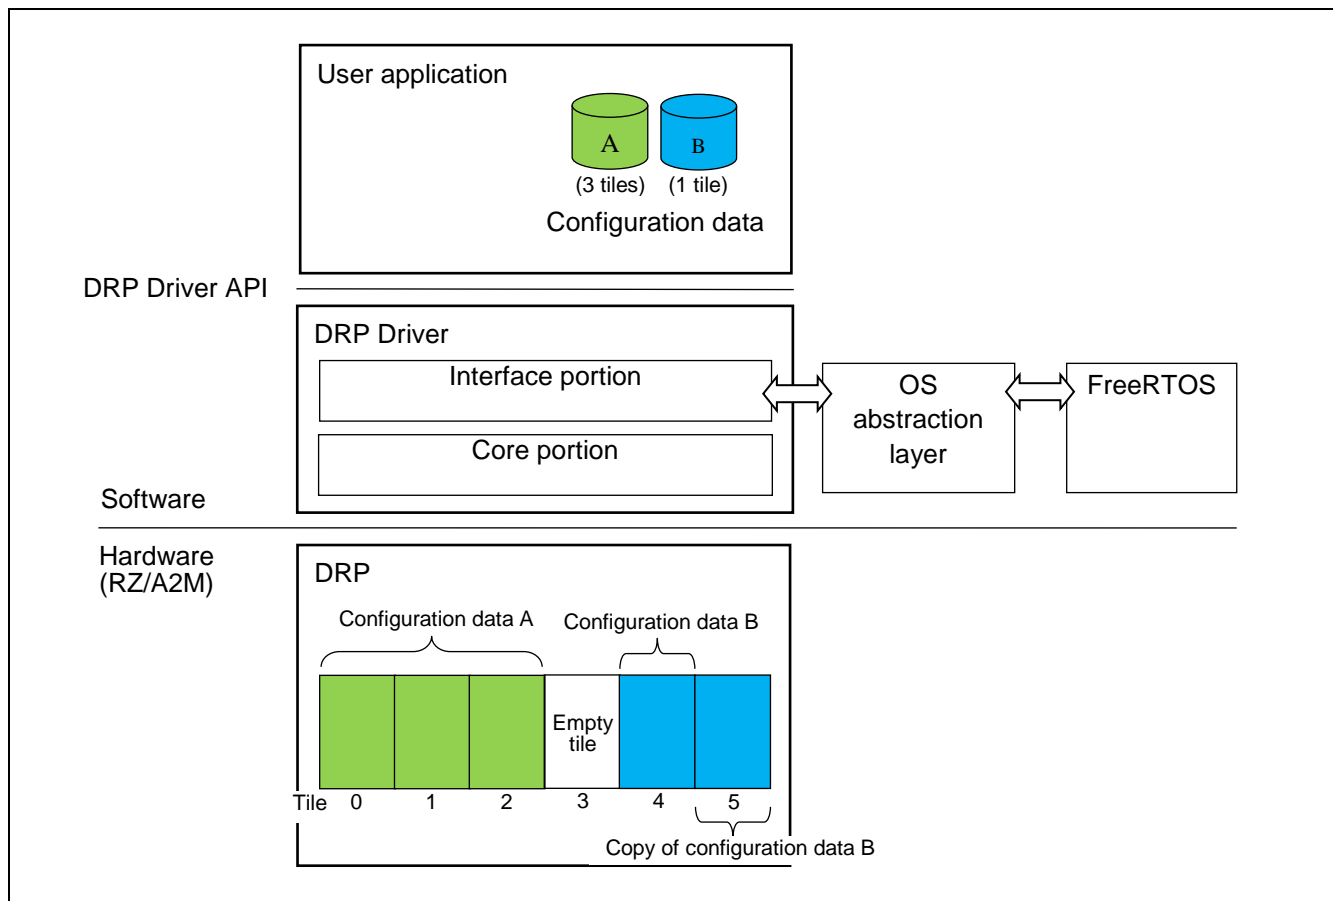 User application
A
B
(3 tiles)
(1 tile)
Configuration data
DRP Driver API
DRP Driver
Interface portion
Core portion
OS
abstraction
layer
FreeRTOS
Software
Hardware
(RZ/A2M)
DRP
Configuration data A
Configuration data B
Empty
tile
Tile 0 1 2 3 4 5
Copy of configuration data B